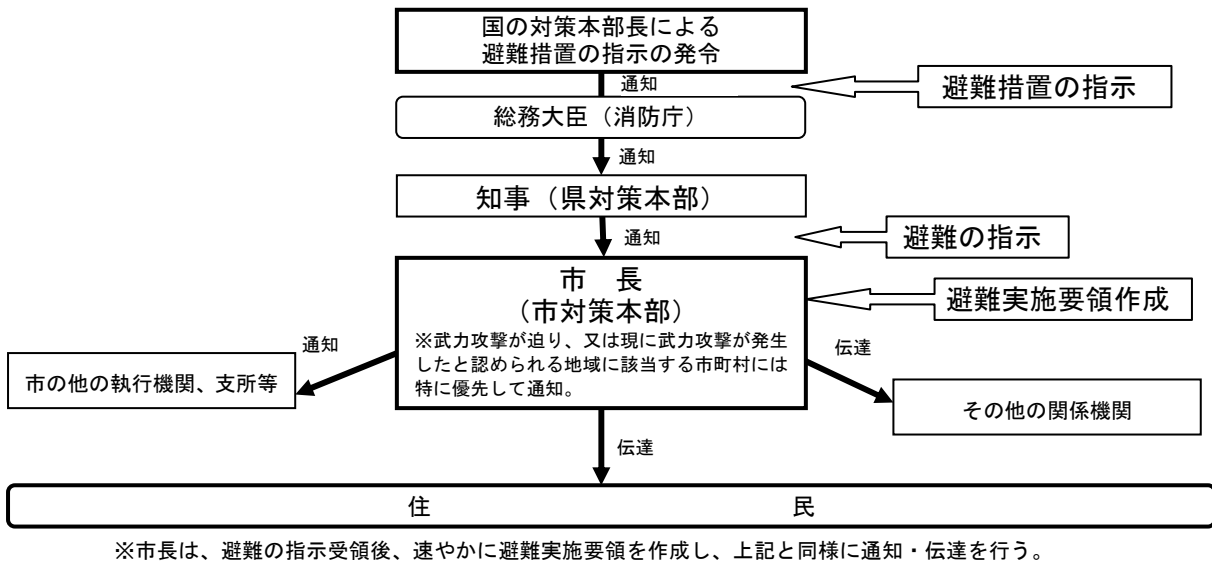 国の対策本部長による
避難措置の指示の発令
通知
避難措置の指示
総務大臣（消防庁）
通知
知事（県対策本部）
通知
避難の指示
市　長
（市対策本部）
※武力攻撃が迫り、又は現に武力攻撃が発生
したと認められる地域に該当する市町村には
特に優先して通知。
避難実施要領作成
通知
伝達
市の他の執行機関、支所等
その他の関係機関
伝達
住　民
※市長は、避難の指示受領後、速やかに避難実施要領を作成し、上記と同様に通知・伝達を行う。